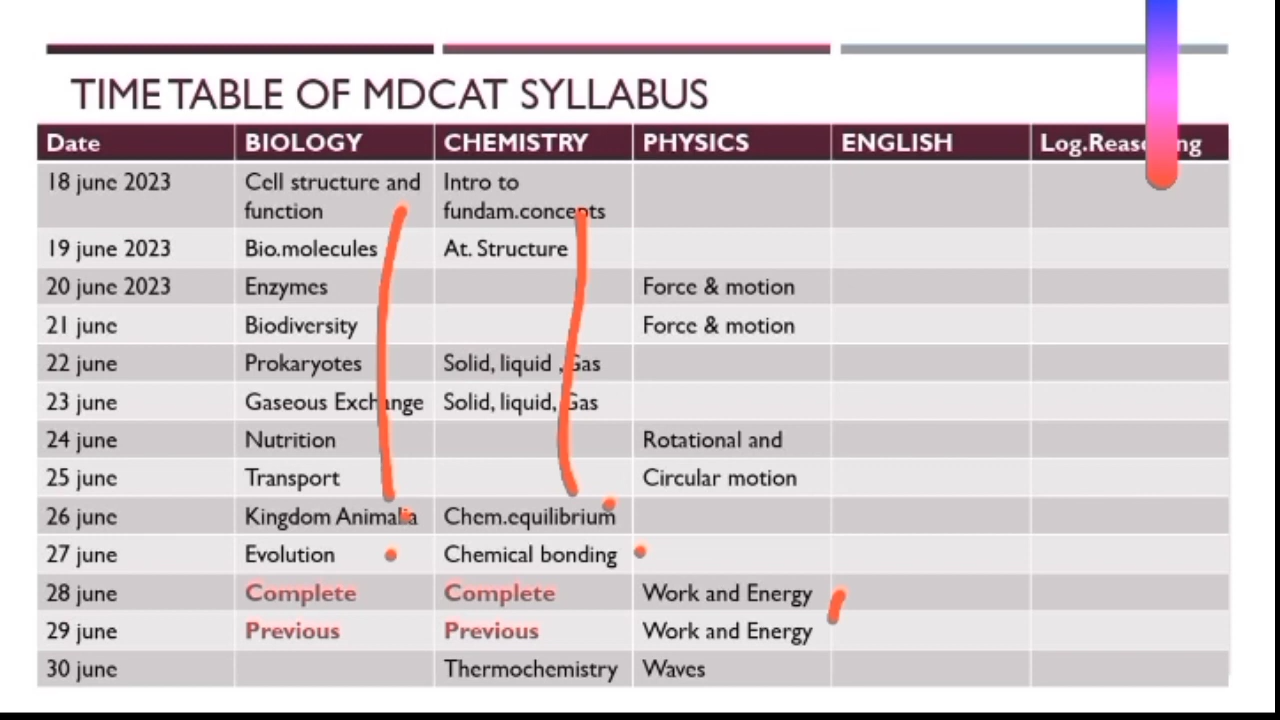 TIME TABLE OF MDCAT SYLLABUS
Date BIOLOGY CHEMISTRY PHYSICS ENGLISH Log.Reasoning
18 june 2023 Cell structure and Intro to
function fundam.concepts
19 june 2023 Bio.molecules At. Structure
20 june 2023 Enzymes Force & motion
21 june Biodiversity Force & motion
22 june Prokaryotes Solid, liquid , Gas
23 june Gaseous Exchange Solid, liquid, Gas
24 june Nutrition Rotational and
25 june Transport Circular motion
26 june Kingdom Animalia Chem.equilibrium
27 june Evolution Chemical bonding
28 june Complete Complete Work and Energy
29 june Previous Previous Work and Energy
30 june Thermochemistry Waves